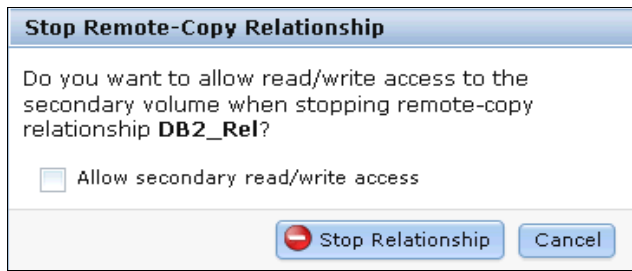 Stop Remote-Copy Relationship
Do you want to allow read/write access to the
secondary volume when stopping remote-copy
relationship DB2_Rel?
Allow secondary read/write access
Stop Relationship
Cancel